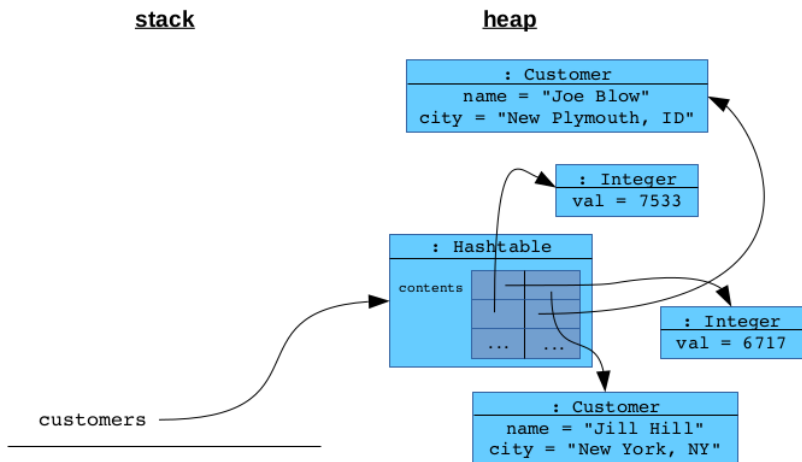 stack
heap
: Customer
name = "Joe Blow"
city = "New Plymouth, ID"
: Integer
val = 7533
: Hashtable
contents
... ...
: Integer
val = 6717
customers
: Customer
name = "Jill Hill"
city = "New York, NY"